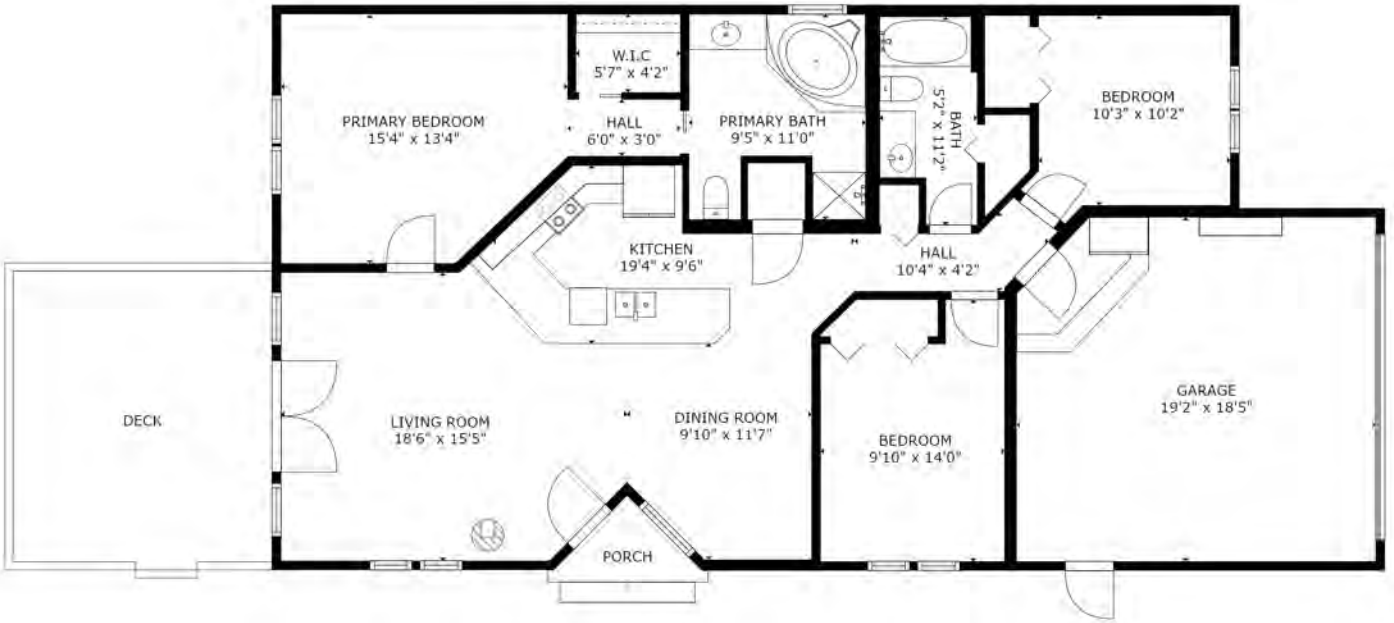 W.I.C
5'7" x 4'2"
PRIMARY BEDROOM
15'4" x 13'4"
HALL
6'0" x 3'0"
PRIMARY BATH
9'5" x 11'0"
BATH
5'2" x 11'2"
BEDROOM
10'3" x 10'2"
KITCHEN
19'4" x 9'6"
HALL
10'4" x 4'2"
DECK
LIVING ROOM
18'6" x 15'5"
DINING ROOM
9'10" x 11'7"
BEDROOM
9'10" x 14'0"
GARAGE
19'2" x 18'5"
PORCH